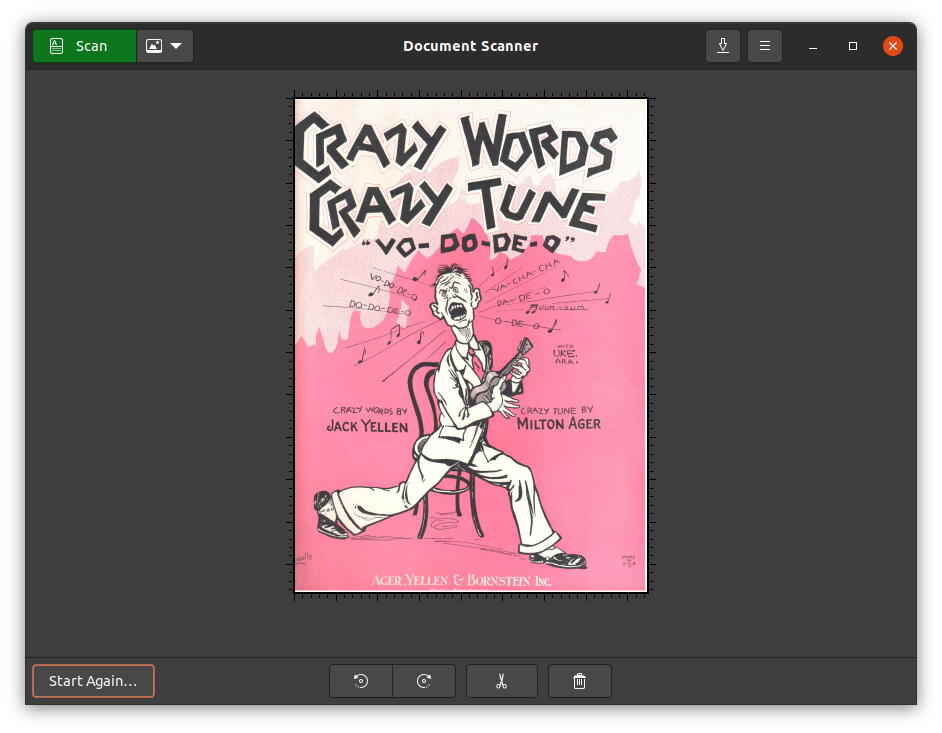 Scan
Document Scanner
CRAZY WORDS
CRAZY TUNE
"VO-DO-DE-O"
VO-DO-DE-O
YA-CHA-CHA
DO-DO-DE-O
DA-DE-O
VUM-VUM
O-DE-O
WITH
UKE.
ARR.
CRAZY WORDS BY
JACK YELLEN
CRAZY TUNE BY
MILTON AGER
AGER, YELLEN & BORNSTEIN INC.
Start Again...